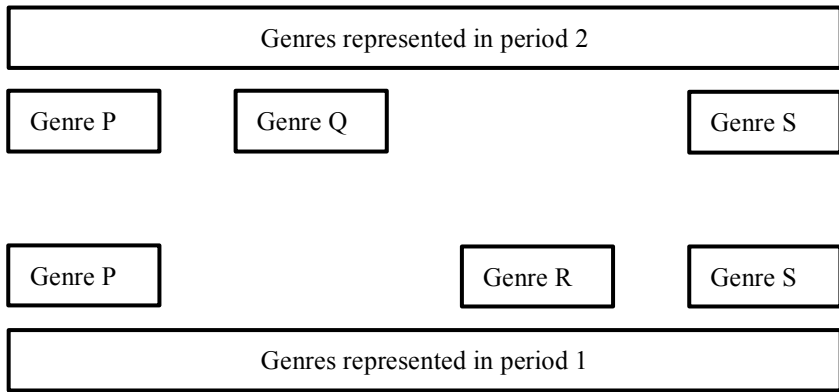 Genres represented in period 2
Genre P
Genre Q
Genre S
Genre P
Genre R
Genre S
Genres represented in period 1